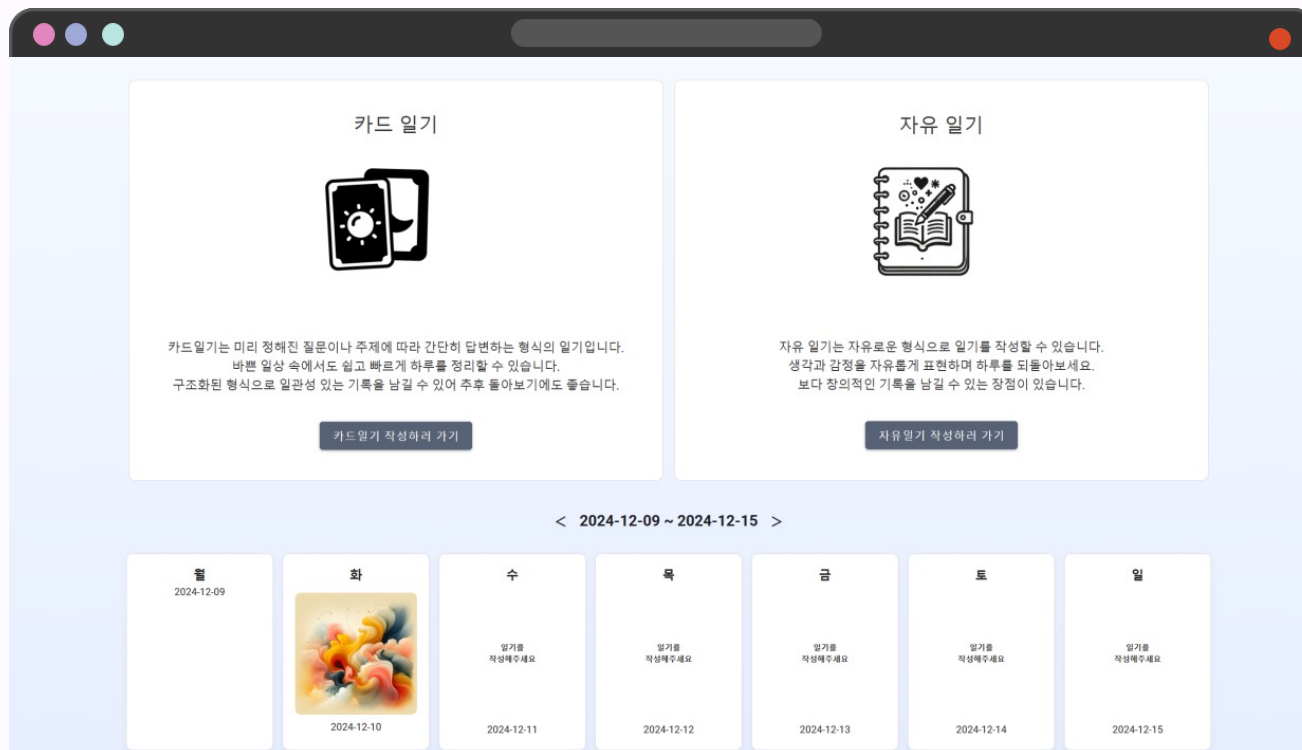 카드 일기
카드일기는 미리 정해진 질문이나 주제에 따라 간단히 답변하는 형식의 일기입니다.
바쁜 일상 속에서도 쉽고 빠르게 하루를 정리할 수 있습니다.
구조화된 형식으로 일관성 있는 기록을 남길 수 있어 추후 돌아보기에도 좋습니다.
카드일기 작성하러 가기
자유 일기
자유 일기는 자유로운 형식으로 일기를 작성할 수 있습니다.
생각과 감정을 자유롭게 표현하며 하루를 되돌아보세요.
보다 창의적인 기록을 남길 수 있는 장점이 있습니다.
자유일기 작성하러 가기
< 2024-12-09 ~ 2024-12-15 >
월
2024-12-09
화
2024-12-10
수
일기를
작성해주세요
2024-12-11
목
일기를
작성해주세요
2024-12-12
금
일기를
작성해주세요
2024-12-13
토
일기를
작성해주세요
2024-12-14
일
일기를
작성해주세요
2024-12-15